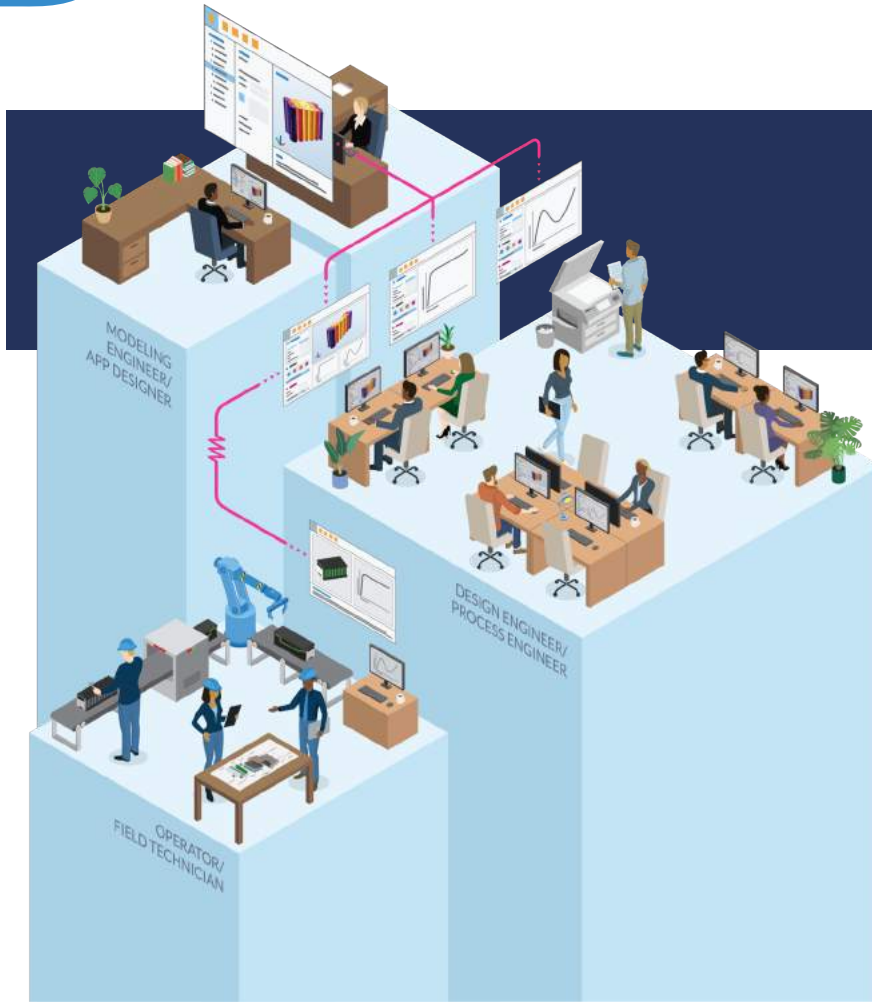 MODELING
ENGINEER/
APP DESIGNER
DESIGN ENGINEER/
PROCESS ENGINEER
OPERATOR/
FIELD TECHNICIAN